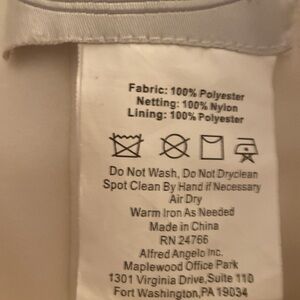 Fabric: 100% Polyester
Netting: 100% Nylon
Lining: 100% Polyester
Do Not Wash, Do Not Dryclean
Spot Clean By Hand if Necessary
Air Dry
Warm Iron As Needed
Made in China
RN 24766
Alfred Angelo Inc.
Maplewood Office Park
1301 Virginia Drive, Suite 110
Fort Washington, PA 19034